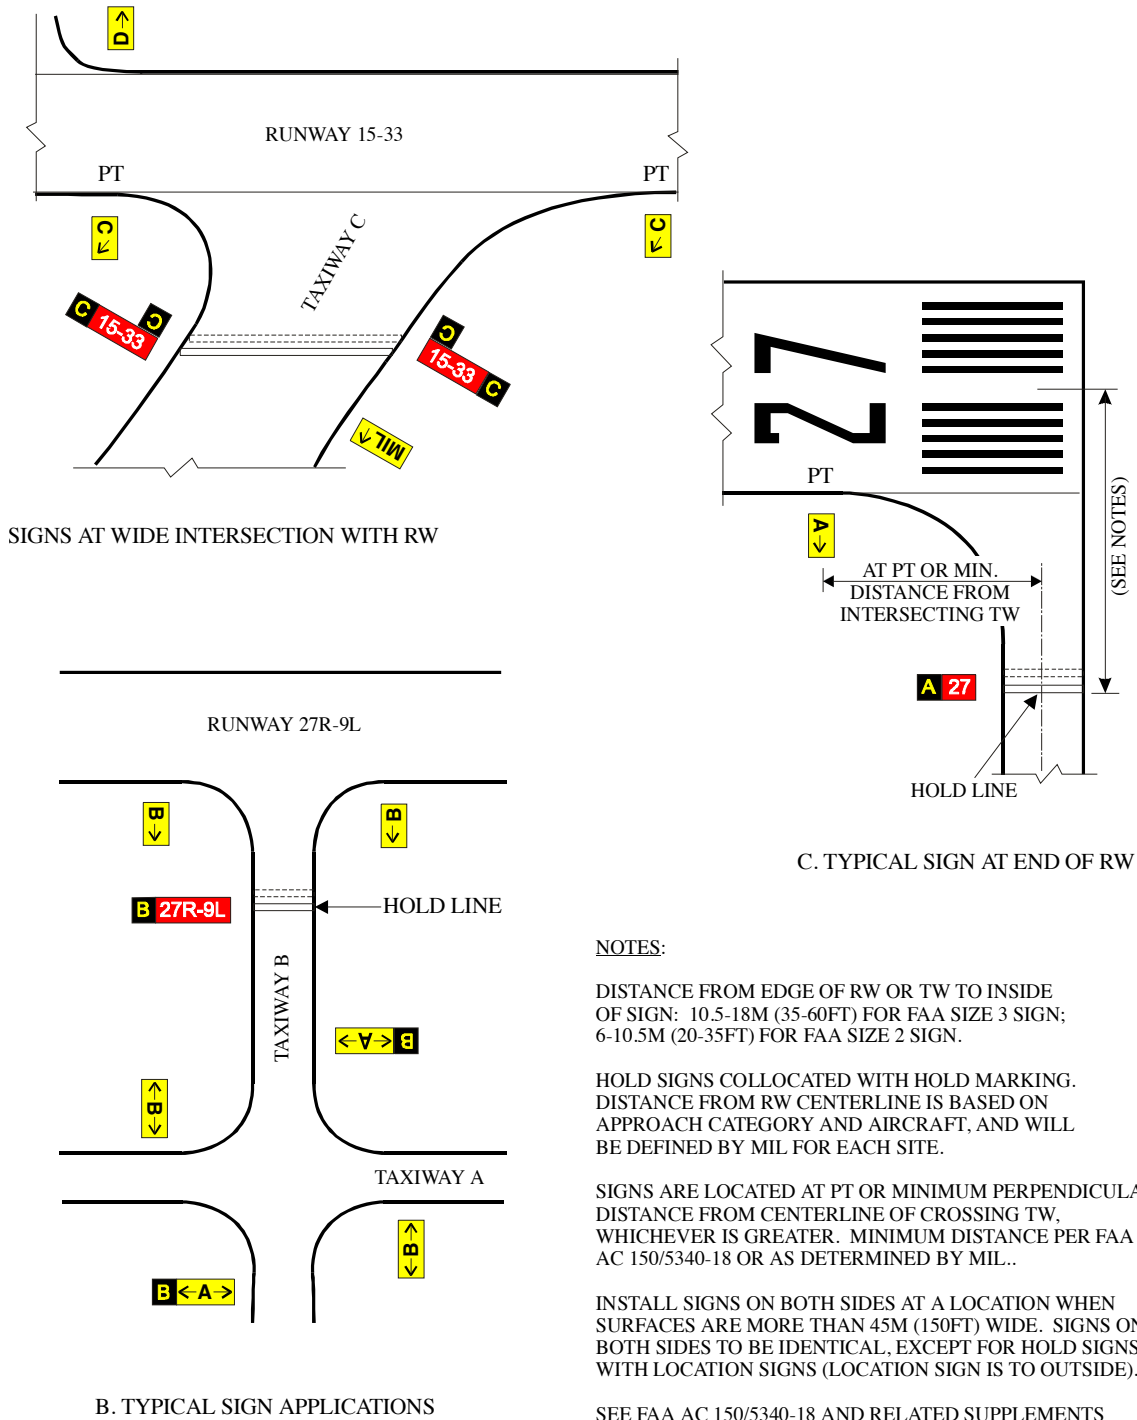 D
RUNWAY 15-33
PT
PT
C
C
TAXIWAY C
C 15-33 C
C 15-33 C
MIL
SIGNS AT WIDE INTERSECTION WITH RW
27
PT
A
(SEE NOTES)
AT PT OR MIN.
DISTANCE FROM
INTERSECTING TW
A 27
HOLD LINE
C. TYPICAL SIGN AT END OF RW
RUNWAY 27R-9L
B
B
B 27R-9L
HOLD LINE
TAXIWAY B
A B
B
TAXIWAY A
B
B A
B. TYPICAL SIGN APPLICATIONS
NOTES:
DISTANCE FROM EDGE OF RW OR TW TO INSIDE
OF SIGN: 10.5-18M (35-60FT) FOR FAA SIZE 3 SIGN;
6-10.5M (20-35FT) FOR FAA SIZE 2 SIGN.
HOLD SIGNS COLLOCATED WITH HOLD MARKING.
DISTANCE FROM RW CENTERLINE IS BASED ON
APPROACH CATEGORY AND AIRCRAFT, AND WILL
BE DEFINED BY MIL FOR EACH SITE.
SIGNS ARE LOCATED AT PT OR MINIMUM PERPENDICULA
DISTANCE FROM CENTERLINE OF CROSSING TW,
WHICHEVER IS GREATER. MINIMUM DISTANCE PER FAA
AC 150/5340-18 OR AS DETERMINED BY MIL..
INSTALL SIGNS ON BOTH SIDES AT A LOCATION WHEN
SURFACES ARE MORE THAN 45M (150FT) WIDE. SIGNS ON
BOTH SIDES TO BE IDENTICAL, EXCEPT FOR HOLD SIGNS
WITH LOCATION SIGNS (LOCATION SIGN IS TO OUTSIDE).
SEE FAA AC 150/5340-18 AND RELATED SUPPLEMENTS